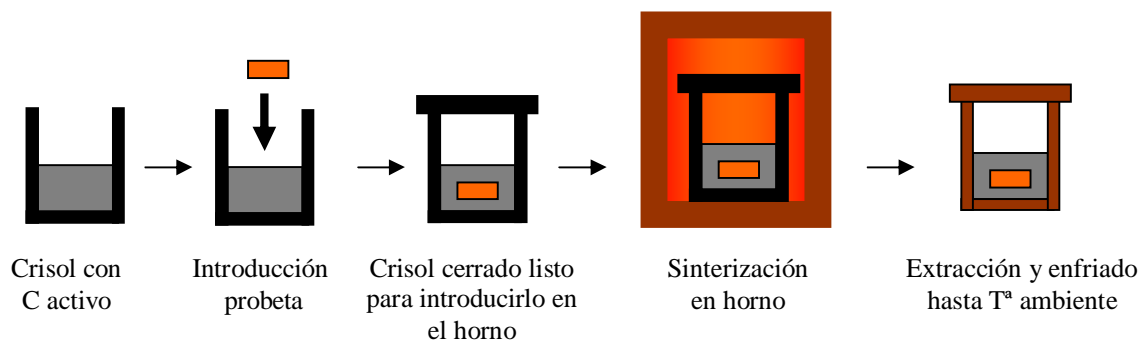 Crisol con
C activo
Introducción
probeta
Crisol cerrado listo
para introducirlo en
el horno
Sinterización
en horno
Extracción y enfriado
hasta Tª ambiente